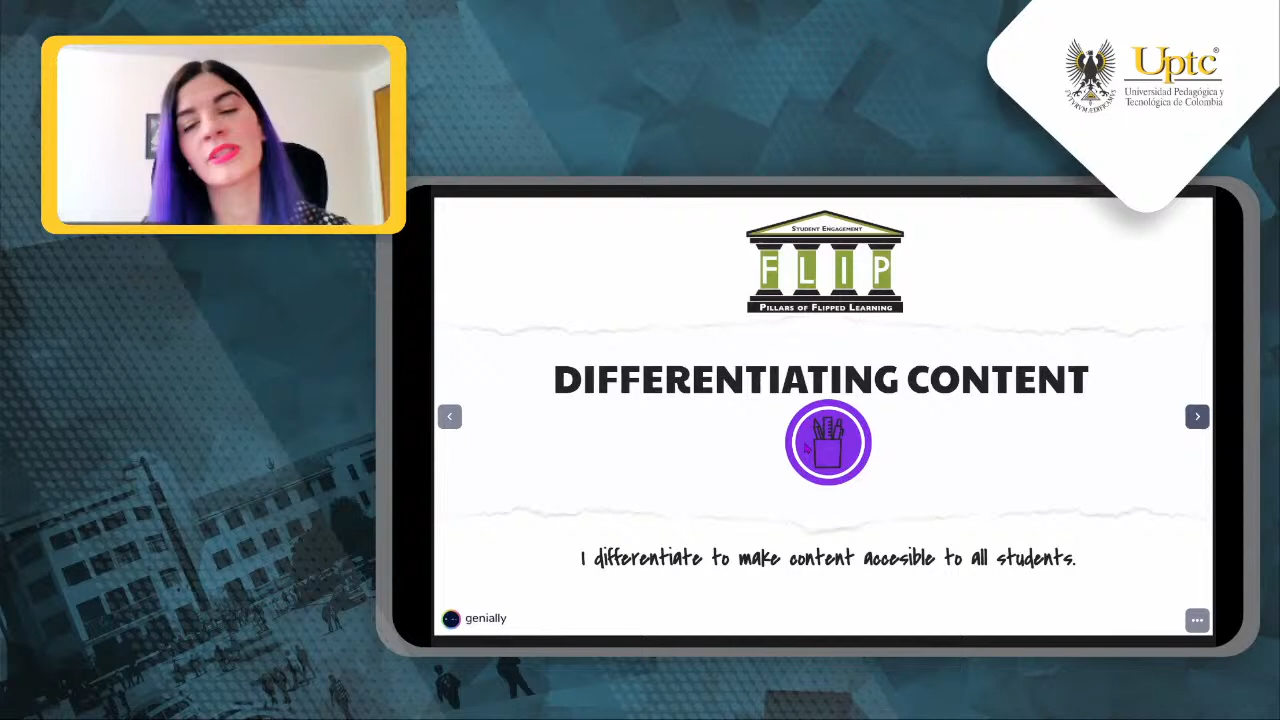 Uptc
Universidad Pedagógica y
Tecnológica de Colombia
STUDENT ENGAGEMENT
F L I P
PILLARS OF FLIPPED LEARNING
DIFFERENTIATING CONTENT
I differentiate to make content accesible to all students.
genially